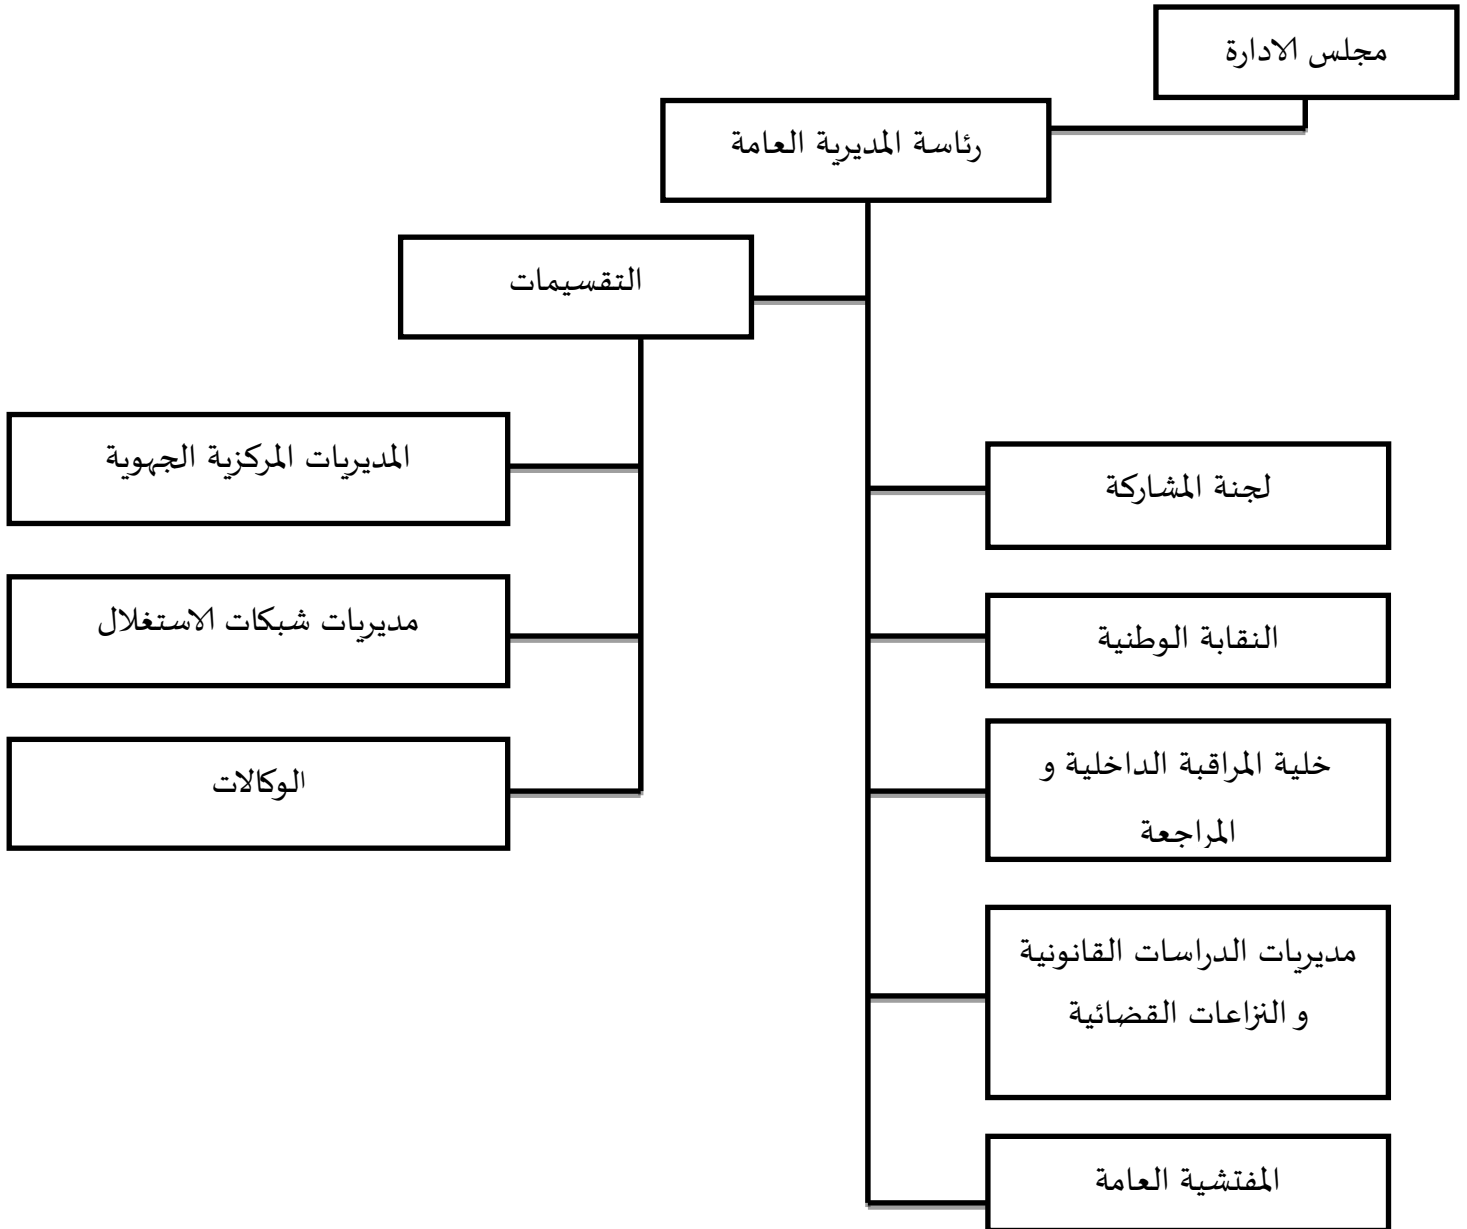 مجلس الادارة
رئاسة المديرية العامة
التقسيمات
المديريات المركزية الجهوية
مديريات شبكات الاستغلال
الوكالات
لجنة المشاركة
النقابة الوطنية
خلية المراقبة الداخلية و
المراجعة
مديريات الدراسات القانونية
و النزاعات القضائية
المفتشية العامة